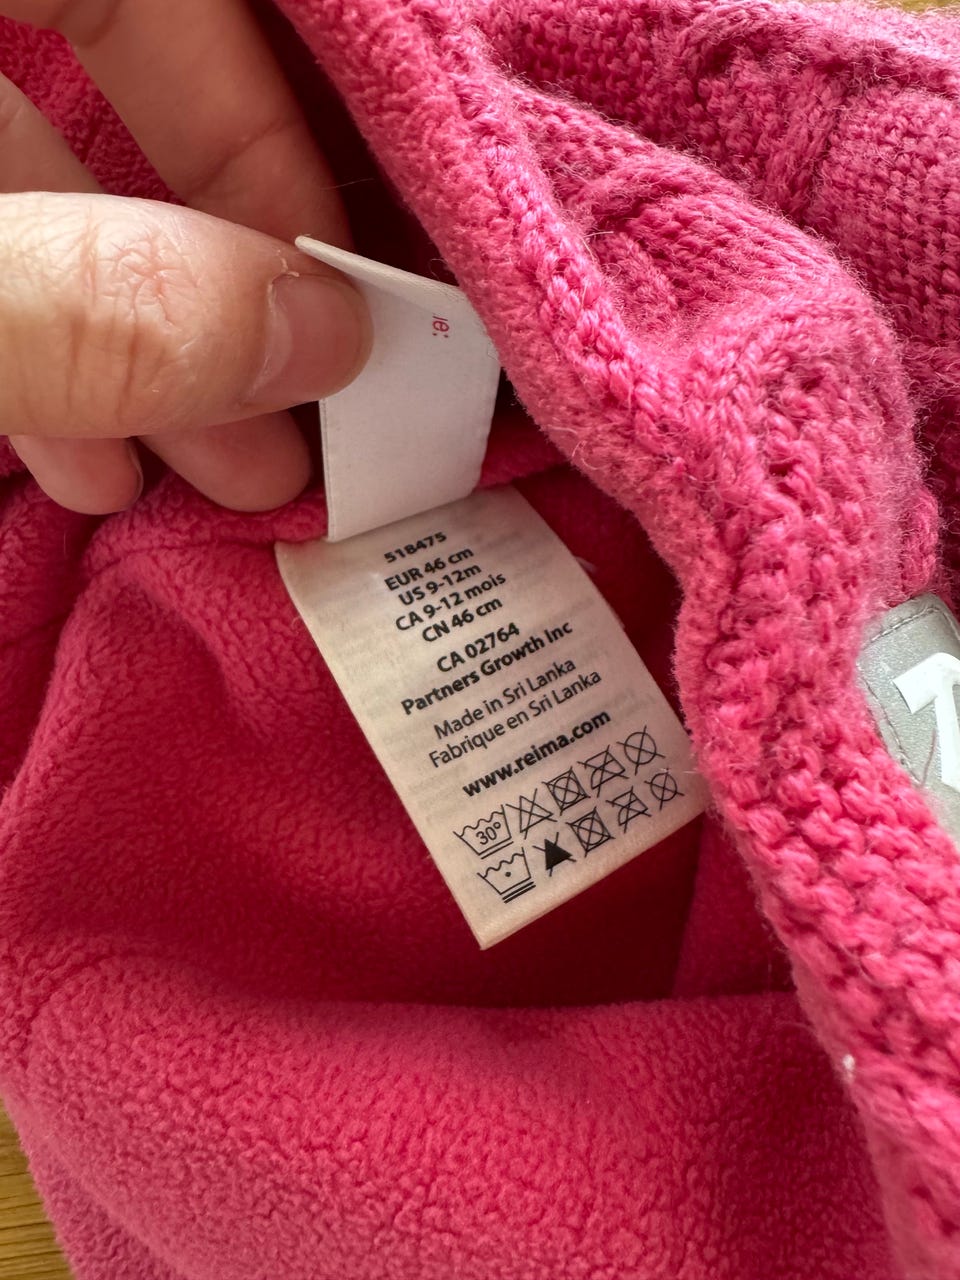 e:
518475
EUR 46 cm
US 9-12m
CA 9-12 mois
CN 46 cm
CA 02764
Partners Growth Inc
Made in Sri Lanka
Fabrique en Sri Lanka
www.reima.com
30°